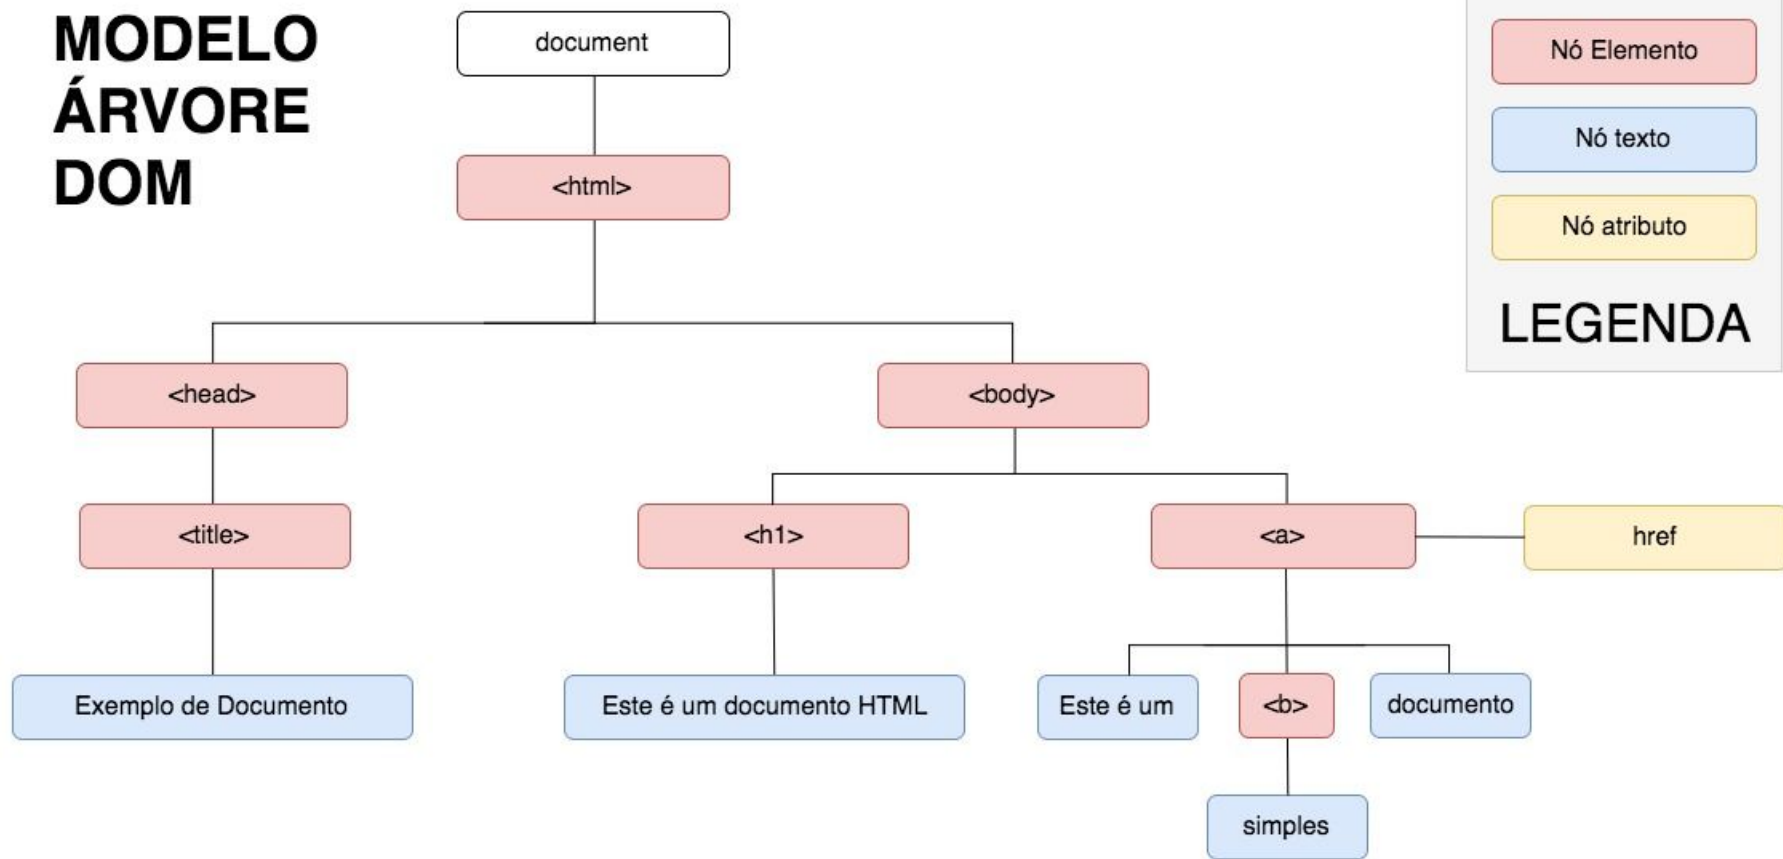 MODELO
ÁRVORE
DOM
document
<html>
<head>
<body>
<title>
<h1>
<a>
href
Exemplo de Documento
Este é um documento HTML
Este é um
<b>
documento
simples
Nó Elemento
Nó texto
Nó atributo
LEGENDA